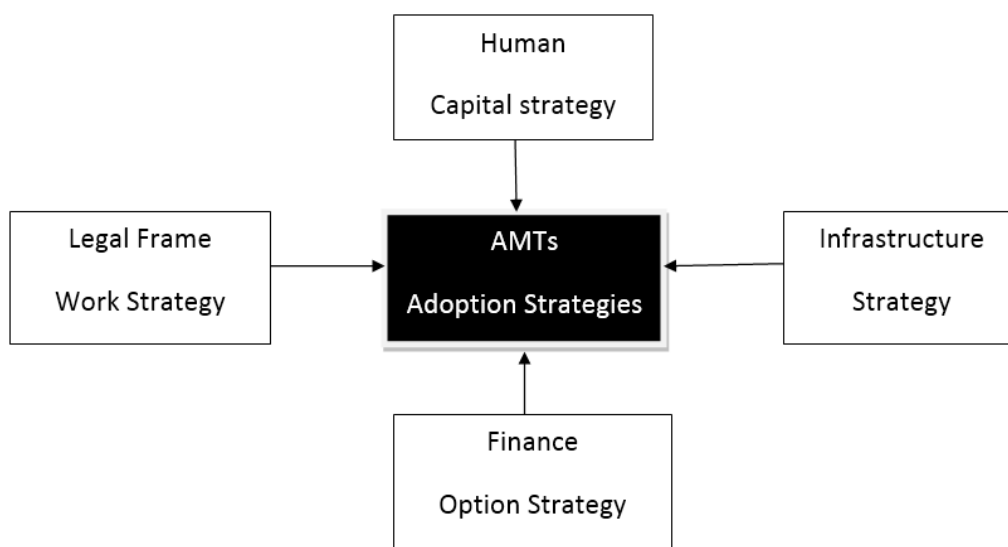 Human
Capital strategy
Legal Frame
Work Strategy
AMTs
Adoption Strategies
Infrastructure
Strategy
Finance
Option Strategy